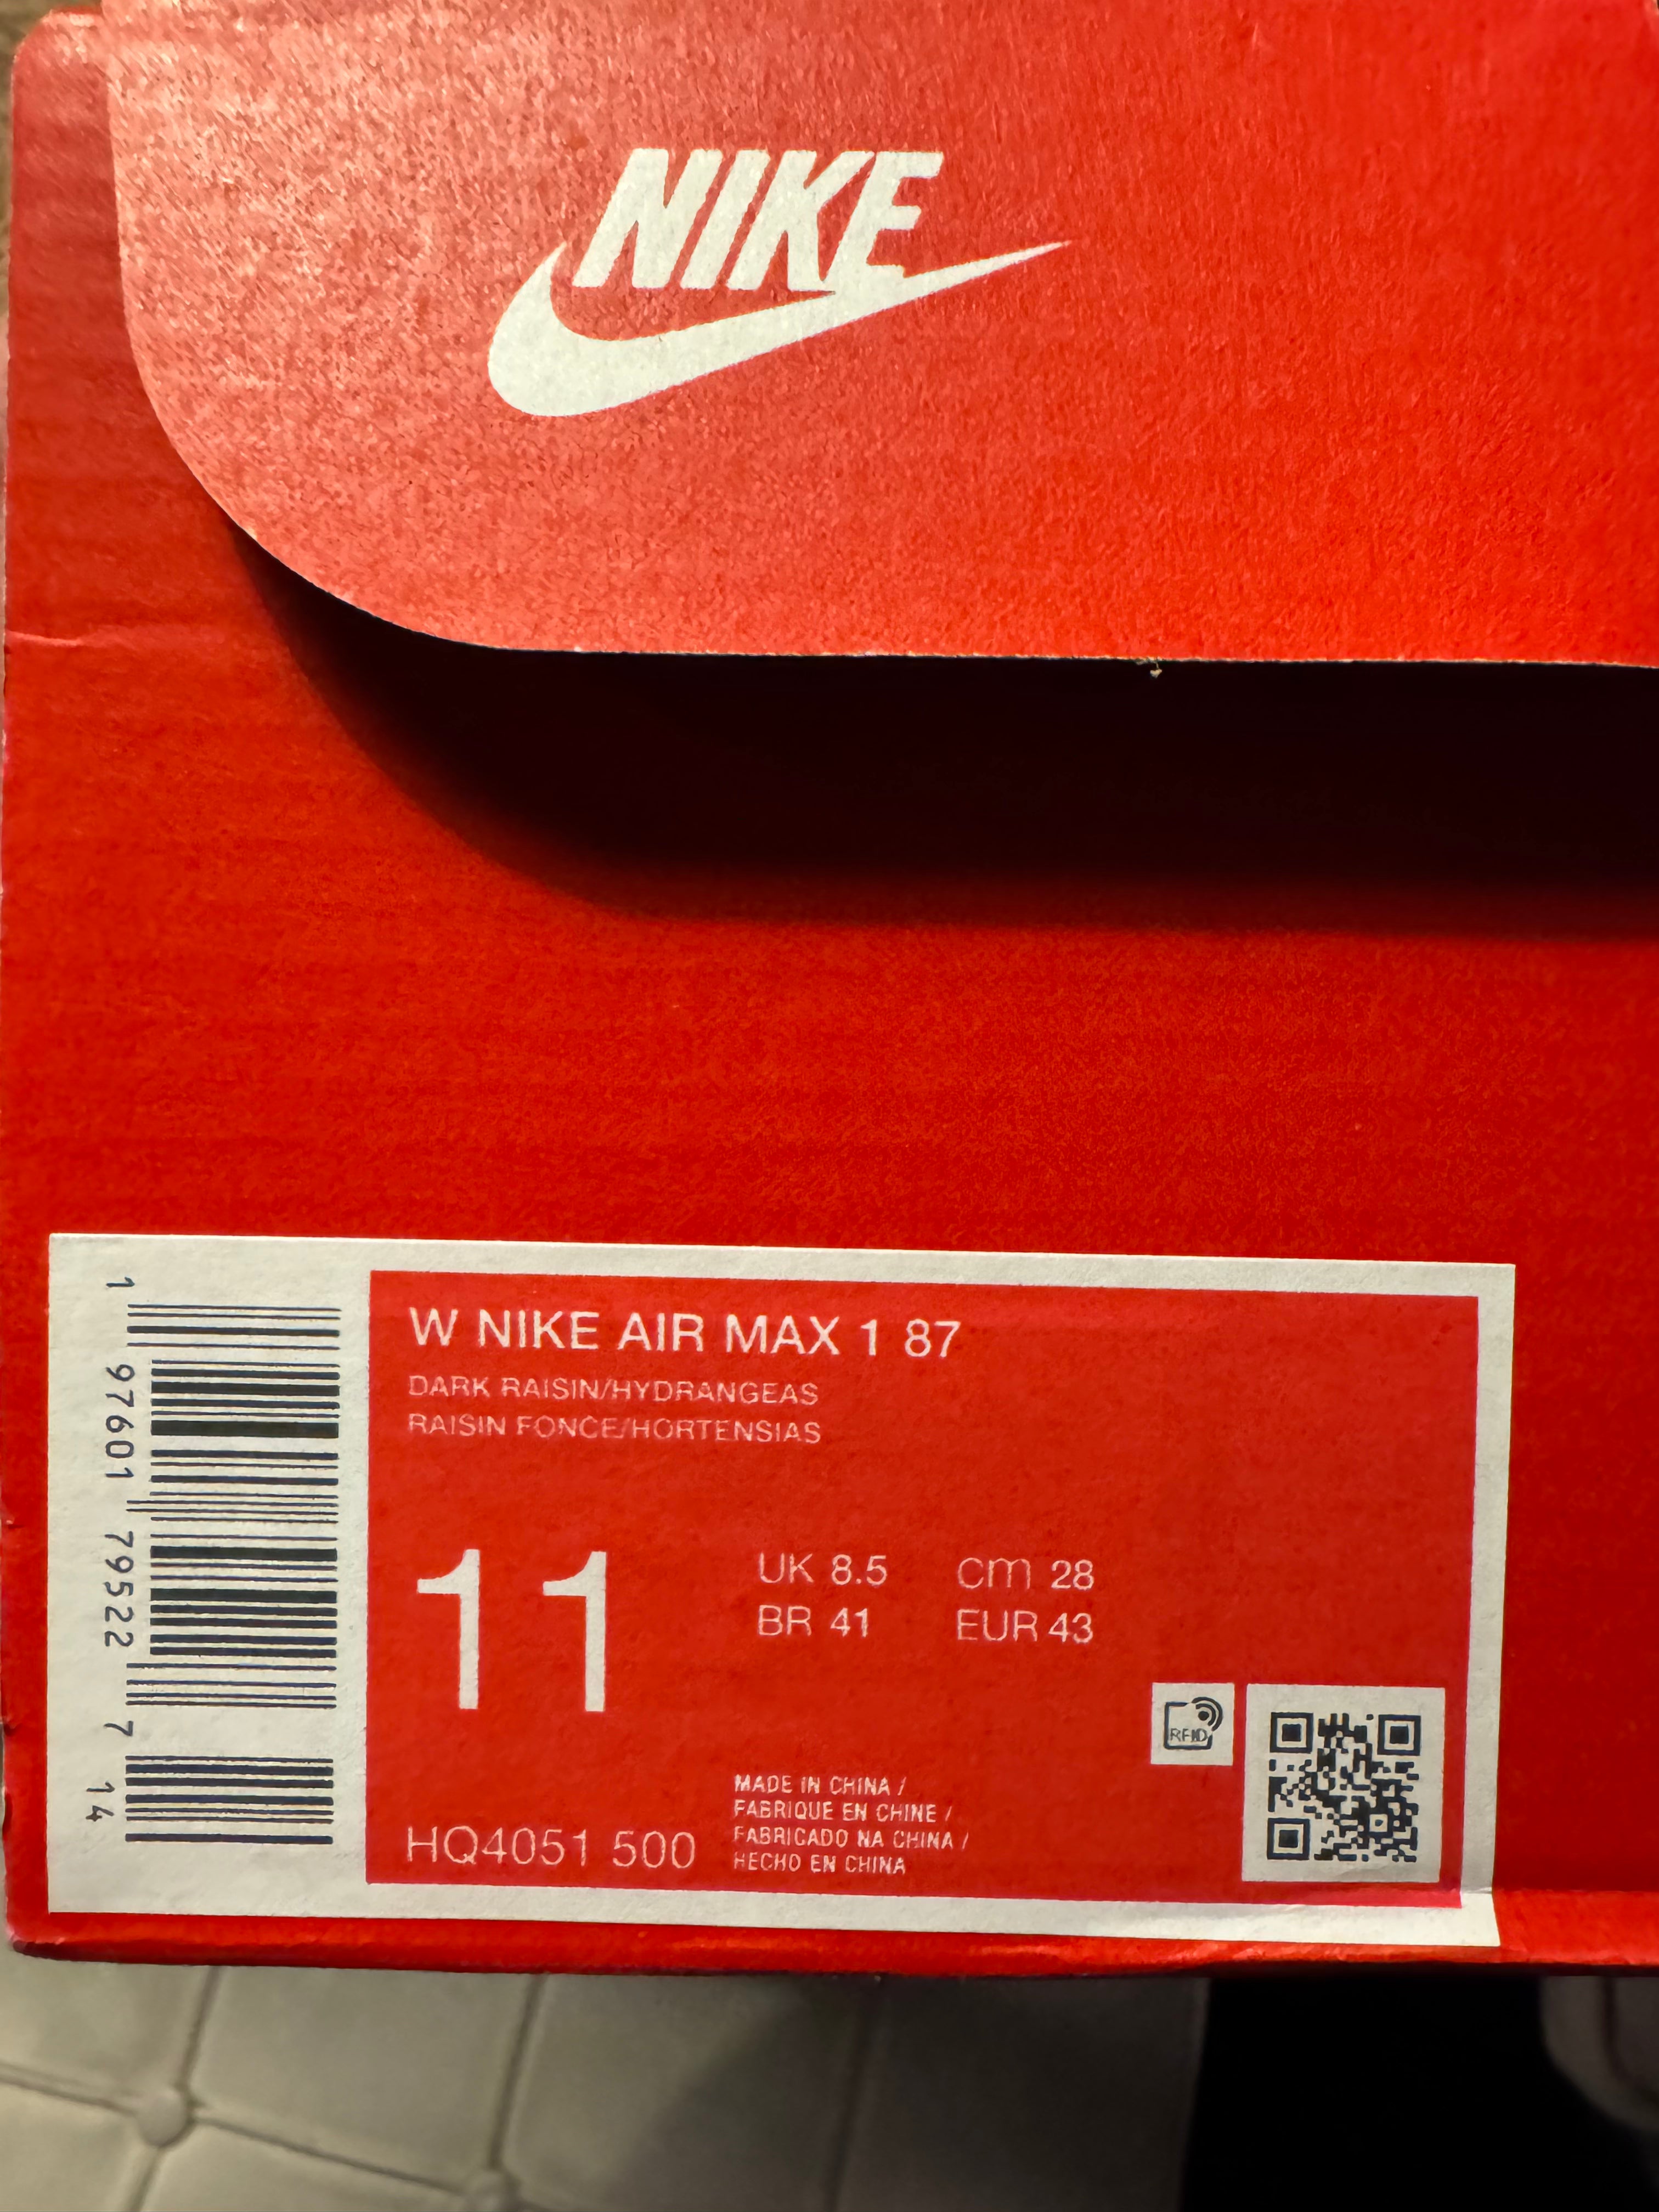 NIKE
W NIKE AIR MAX 1 87
DARK RAISIN/HYDRANGEAS
RAISIN FONCE/HORTENSIAS
11
UK 8.5 CM 28
BR 41 EUR 43
RFID
HQ4051 500
MADE IN CHINA /
FABRIQUE EN CHINE /
FABRICADO NA CHINA /
HECHO EN CHINA
1 97601 79522 7 14